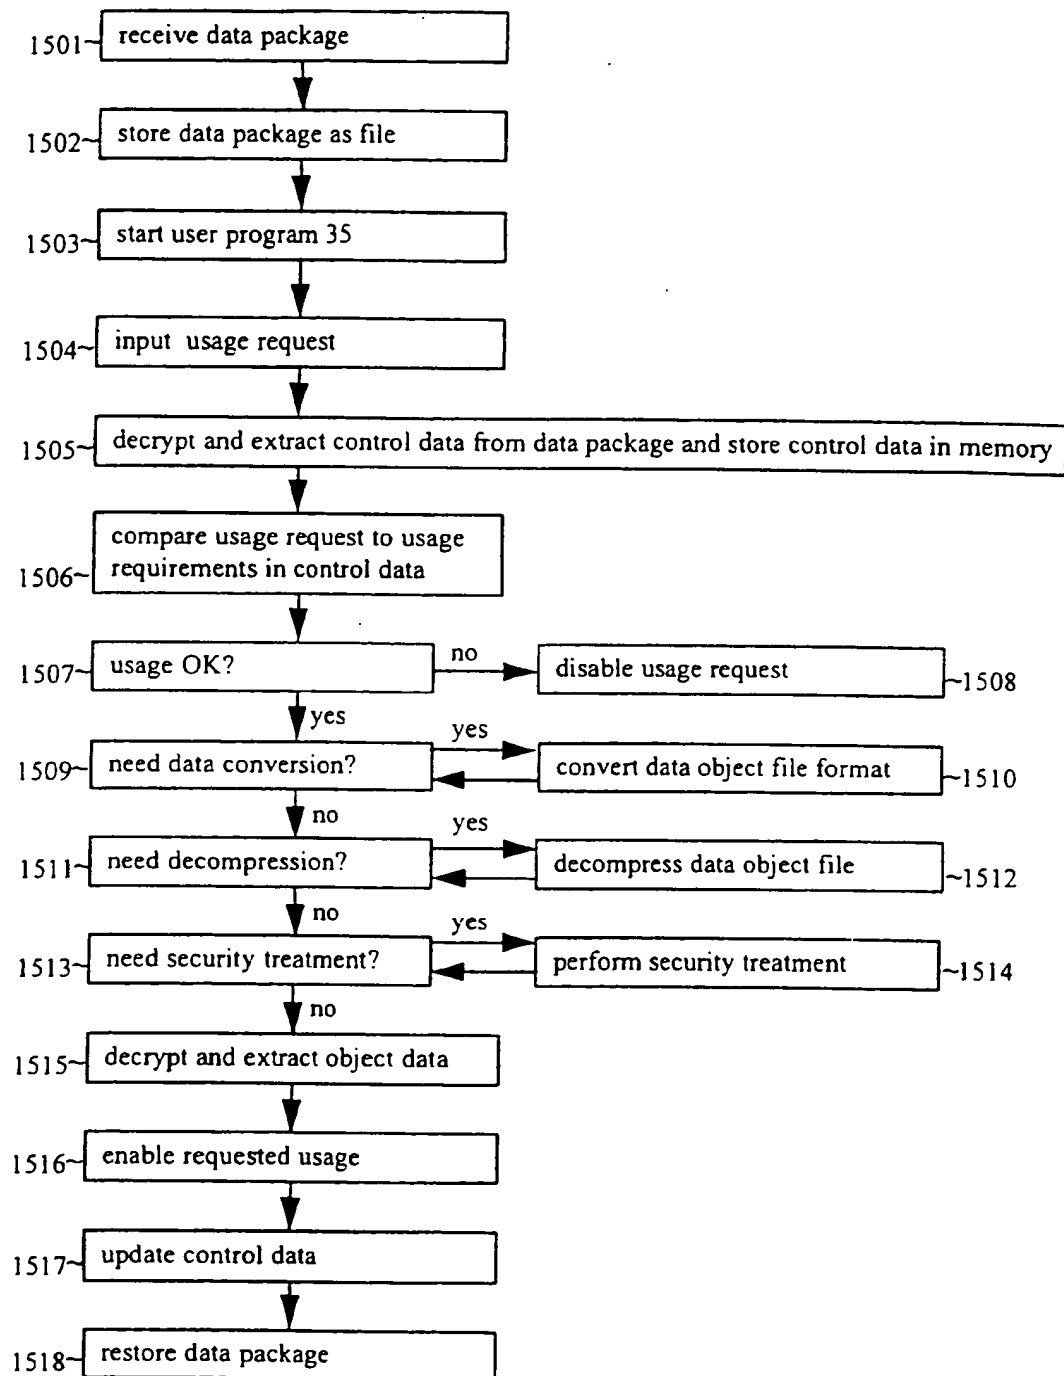 1501~ receive data package
1502~ store data package as file
1503~ start user program 35
1504~ input usage request
1505~ decrypt and extract control data from data package and store control data in memory
compare usage request to usage
1506~ requirements in control data
1507~ usage OK? no disable usage request ~1508
yes
1509~ need data conversion? yes convert data object file format ~1510
no
1511~ need decompression? yes decompress data object file ~1512
no
1513~ need security treatment? yes perform security treatment ~1514
no
1515~ decrypt and extract object data
1516~ enable requested usage
1517~ update control data
1518~ restore data package